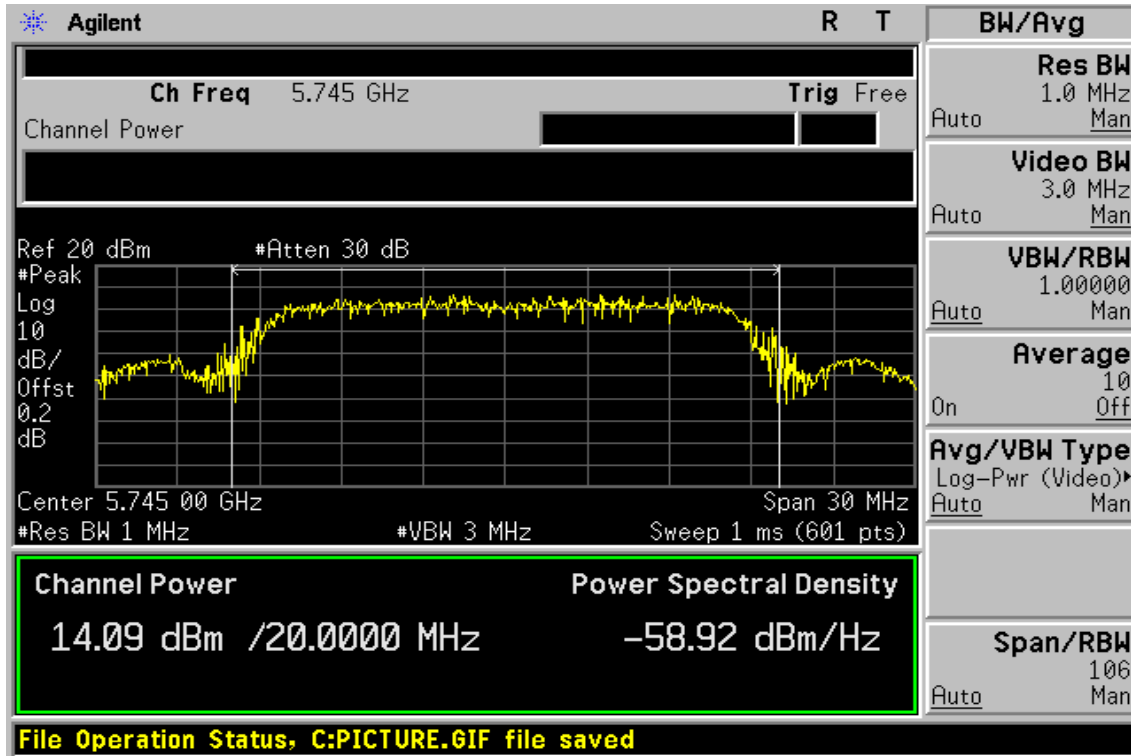 Agilent R T
Ch Freq 5.745 GHz Trig Free
Channel Power
Ref 20 dBm #Atten 30 dB
#Peak
Log
10
dB/
Offst
0.2
dB
Center 5.745 00 GHz Span 30 MHz
#Res BW 1 MHz #VBW 3 MHz Sweep 1 ms (601 pts)
Channel Power Power Spectral Density
14.09 dBm /20.0000 MHz -58.92 dBm/Hz
File Operation Status, C:PICTURE.GIF file saved
BW/Avg
Res BW
1.0 MHz
Auto Man
Video BW
3.0 MHz
Auto Man
VBW/RBW
1.00000
Auto Man
Average
10
On Off
Avg/VBW Type
Log-Pwr (Video)▸
Auto Man
Span/RBW
106
Auto Man